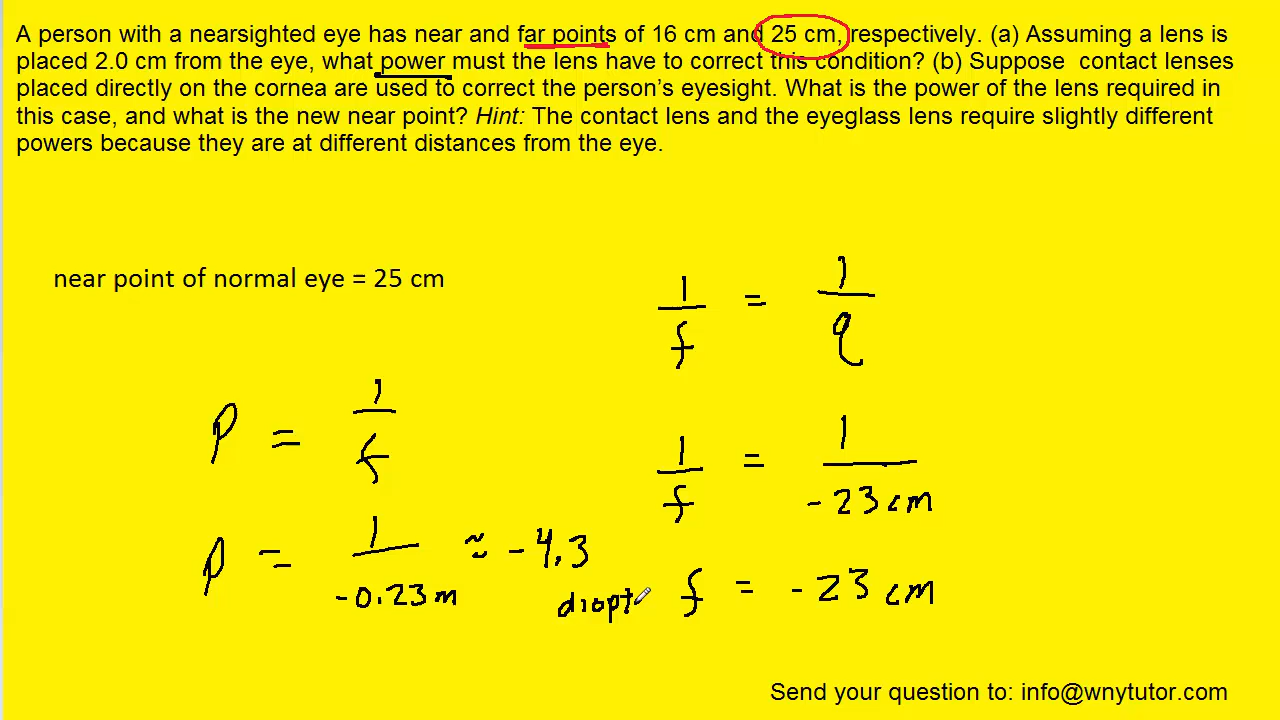 A person with a nearsighted eye has near and far points of 16 cm and 25 cm, respectively. (a) Assuming a lens is
placed 2.0 cm from the eye, what power must the lens have to correct this condition? (b) Suppose contact lenses
placed directly on the cornea are used to correct the person's eyesight. What is the power of the lens required in
this case, and what is the new near point? Hint: The contact lens and the eyeglass lens require slightly different
powers because they are at different distances from the eye.
near point of normal eye = 25 cm
1/f = 1/q
P = 1/f
1/f = 1/-23 cm
P = 1/-0.23 m ≈ -4.3
diopt
f = -23 cm
Send your question to: info@wnytutor.com